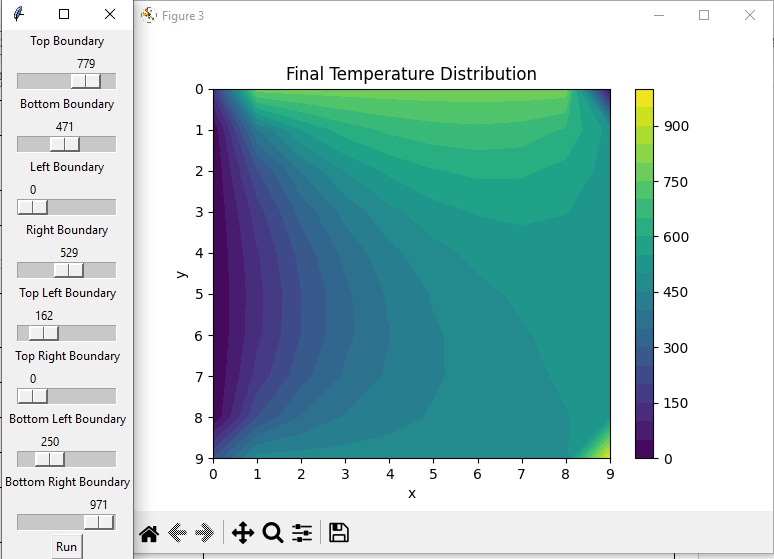 Top Boundary
779
Bottom Boundary
471
Left Boundary
0
Right Boundary
529
Top Left Boundary
162
Top Right Boundary
0
Bottom Left Boundary
250
Bottom Right Boundary
971
Run
Figure 3
Final Temperature Distribution
0
1
2
3
4
5
6
7
8
9
y
0 1 2 3 4 5 6 7 8 9
x
900
750
600
450
300
150
0